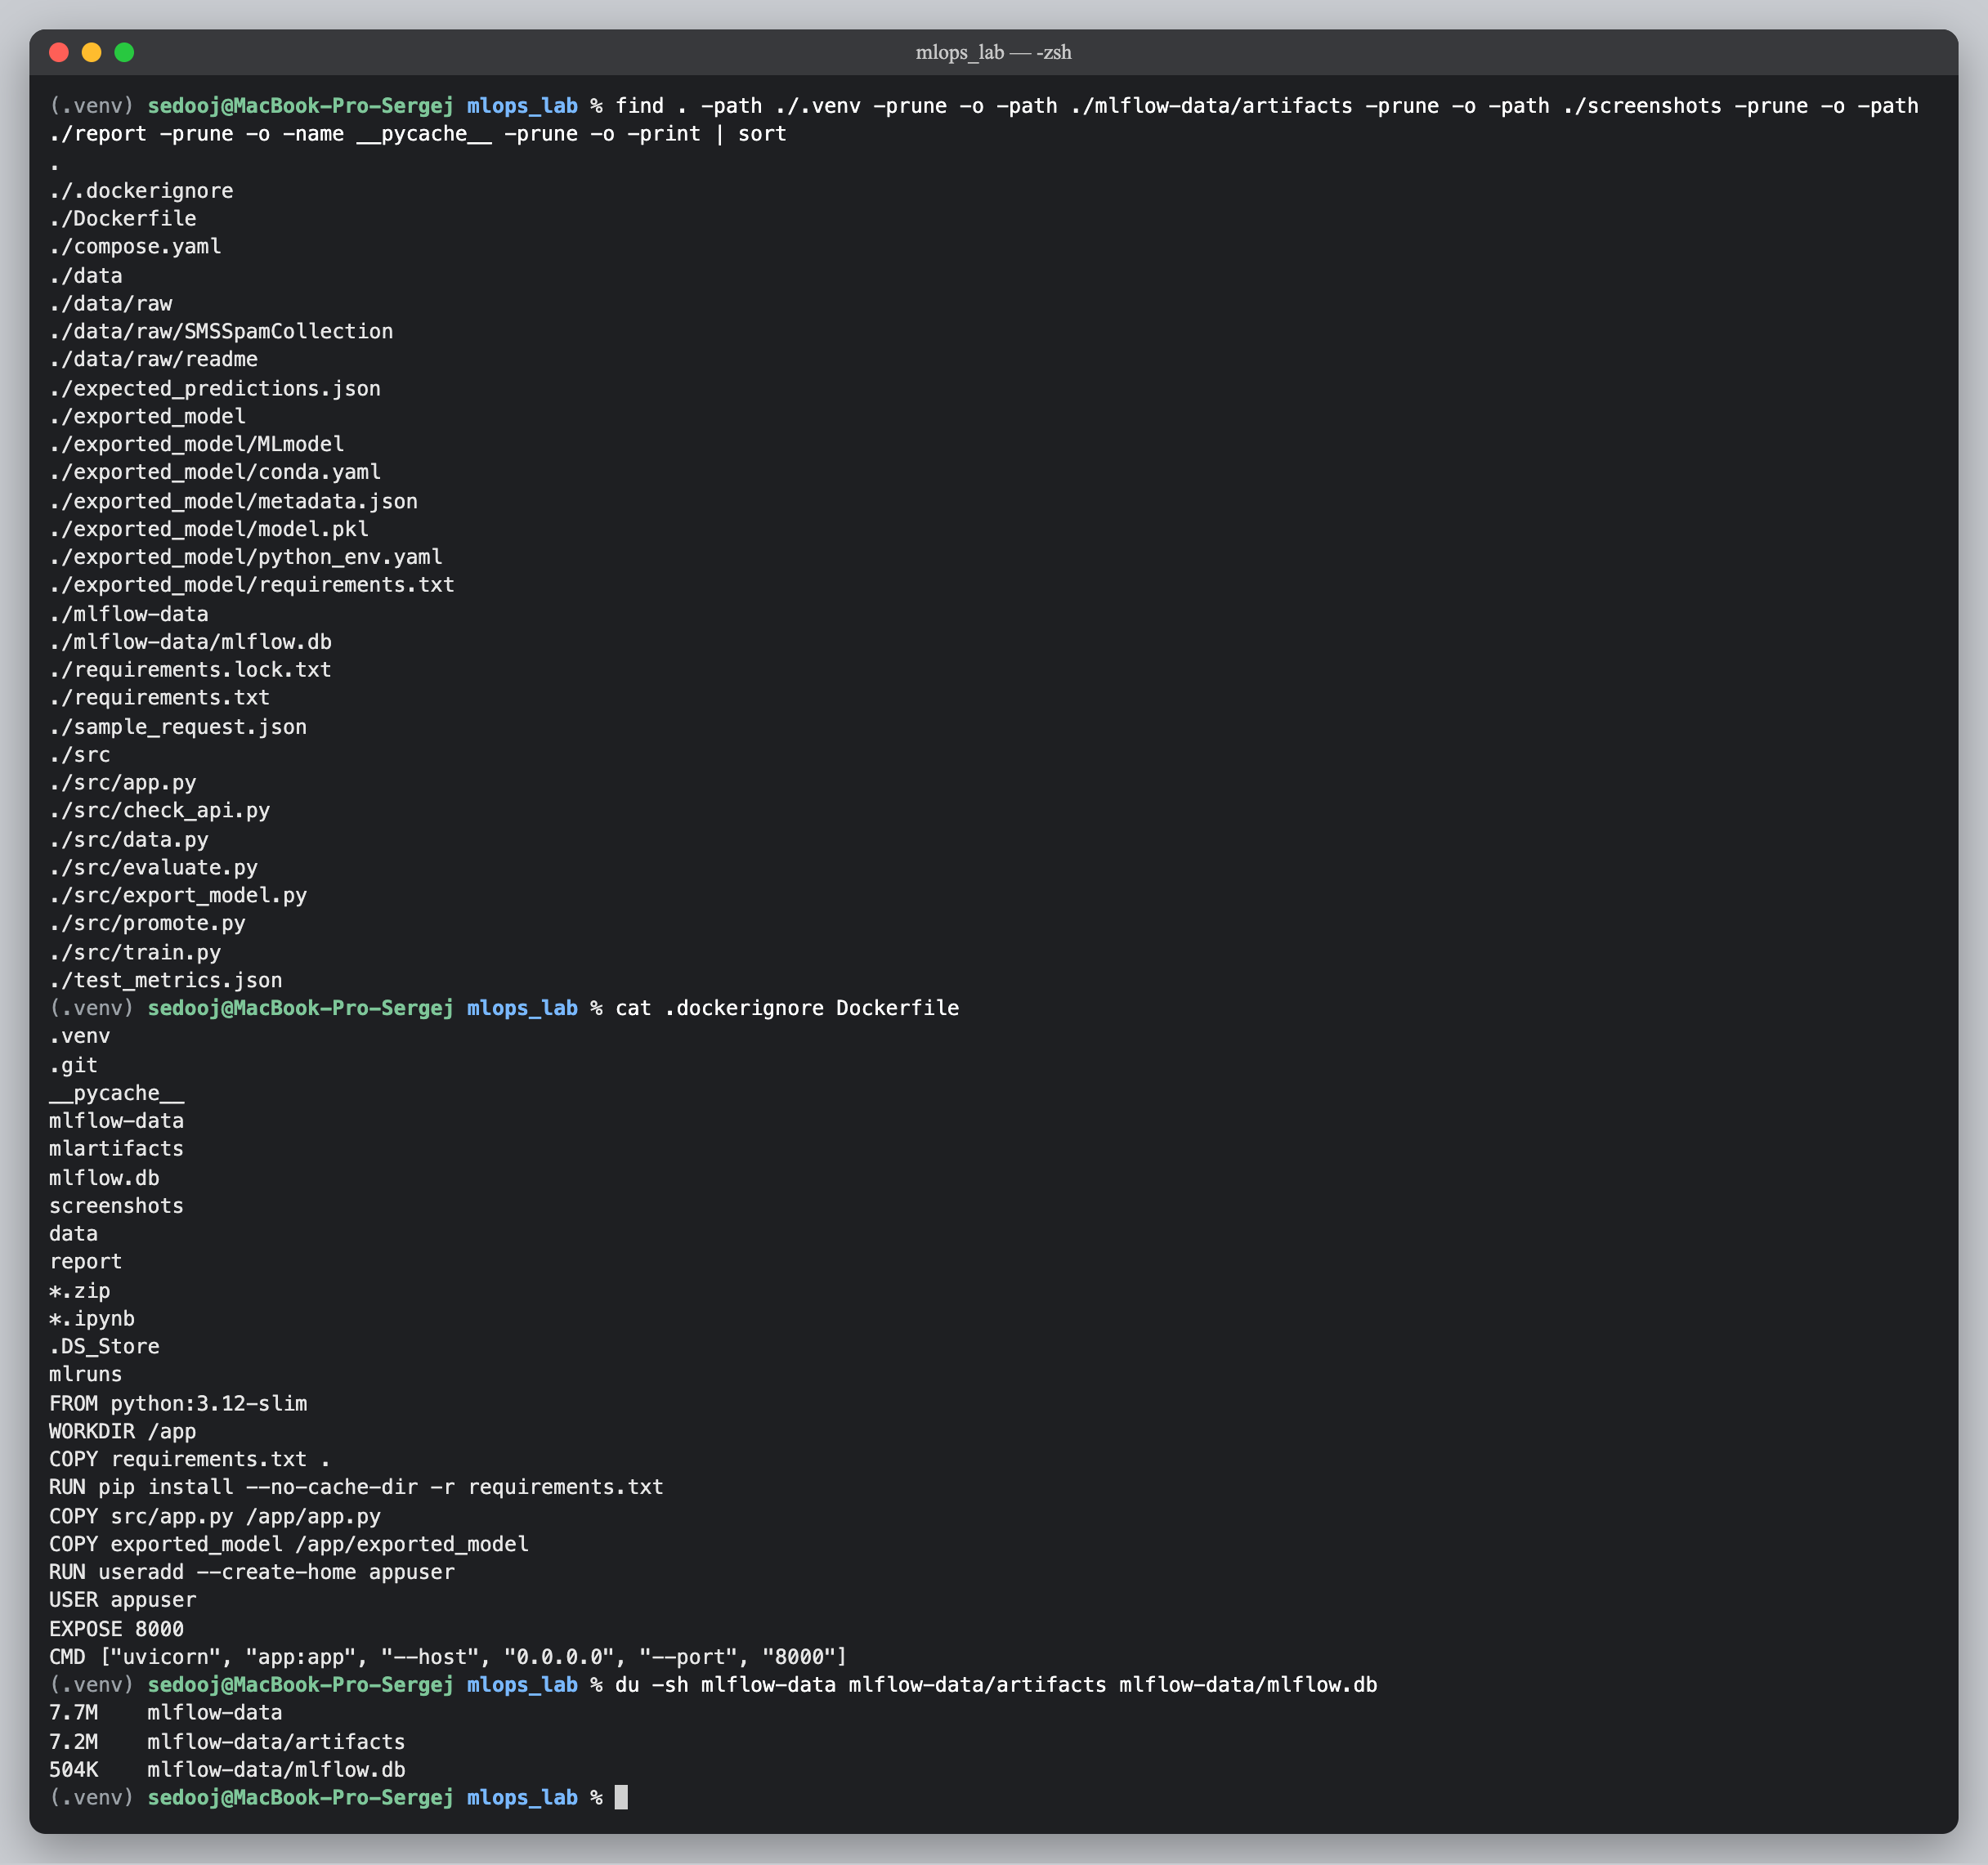 mlops_lab — -zsh
(.venv) sedooj@MacBook-Pro-Sergej mlops_lab % find . -path ./.venv -prune -o -path ./mlflow-data/artifacts -prune -o -path ./screenshots -prune -o -path
./report -prune -o -name __pycache__ -prune -o -print | sort
.
./.dockerignore
./Dockerfile
./compose.yaml
./data
./data/raw
./data/raw/SMSSpamCollection
./data/raw/readme
./expected_predictions.json
./exported_model
./exported_model/MLmodel
./exported_model/conda.yaml
./exported_model/metadata.json
./exported_model/model.pkl
./exported_model/python_env.yaml
./exported_model/requirements.txt
./mlflow-data
./mlflow-data/mlflow.db
./requirements.lock.txt
./requirements.txt
./sample_request.json
./src
./src/app.py
./src/check_api.py
./src/data.py
./src/evaluate.py
./src/export_model.py
./src/promote.py
./src/train.py
./test_metrics.json
(.venv) sedooj@MacBook-Pro-Sergej mlops_lab % cat .dockerignore Dockerfile
.venv
.git
__pycache__
mlflow-data
mlartifacts
mlflow.db
screenshots
data
report
*.zip
*.ipynb
.DS_Store
mlruns
FROM python:3.12-slim
WORKDIR /app
COPY requirements.txt .
RUN pip install --no-cache-dir -r requirements.txt
COPY src/app.py /app/app.py
COPY exported_model /app/exported_model
RUN useradd --create-home appuser
USER appuser
EXPOSE 8000
CMD ["uvicorn", "app:app", "--host", "0.0.0.0", "--port", "8000"]
(.venv) sedooj@MacBook-Pro-Sergej mlops_lab % du -sh mlflow-data mlflow-data/artifacts mlflow-data/mlflow.db
7.7M    mlflow-data
7.2M    mlflow-data/artifacts
504K    mlflow-data/mlflow.db
(.venv) sedooj@MacBook-Pro-Sergej mlops_lab %